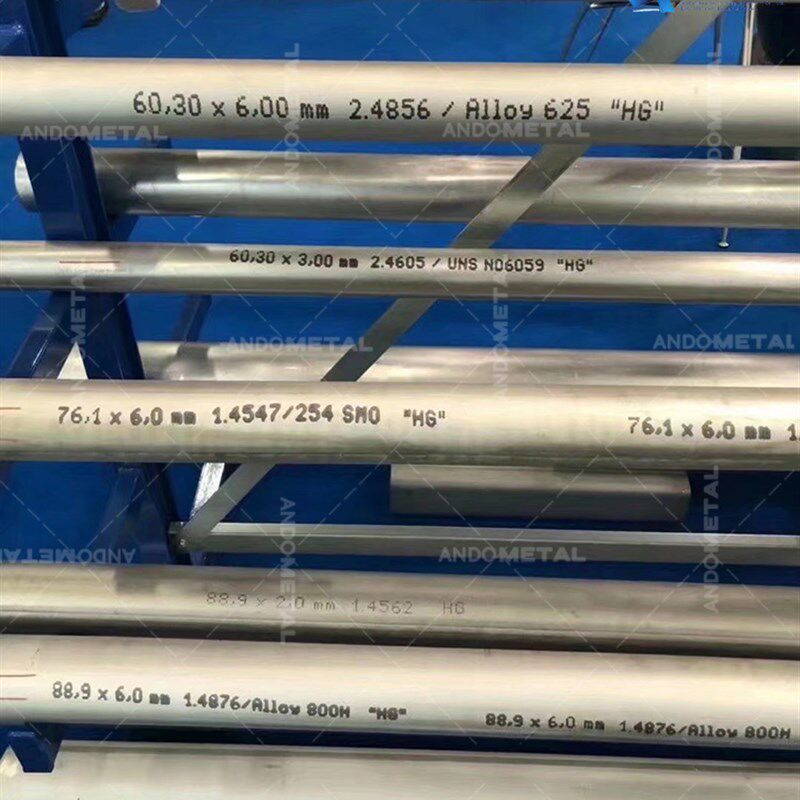 60,30 x 6,00 mm 2.4856 / Alloy 625 "HG"
ANDOMETAL
ANDOMETAL
60,30 x 3,00 mm 2.4605 / UNS N06059 "HG"
ANDOMETAL
ANDOMETAL
76,1 x 6,0 mm 1.4547/254 SMO "HG"
76,1 x 6,0 mm
ANDOMETAL
ANDOMETAL
ANDOMETAL
ANDOMETAL
88,9 x 2,0 mm 1.4562 HG
88,9 x 6,0 mm 1.4876/Alloy 800H "HG"
88,9 x 6,0 mm 1.4876/Alloy 800H